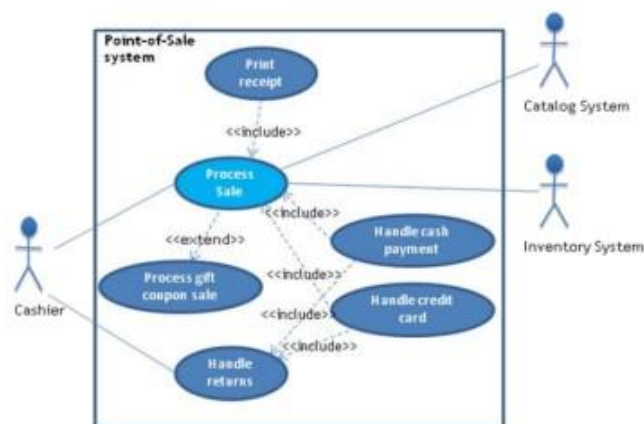 Point-of-Sale
system
Print
receipt
Catalog System
<<include>>
Process
Sale
<<include>>
Handle cash
payment
Inventory System
<<extend>>
Cashier
Process gift
coupon sale
<<include>>
Handle credit
card
<<include>>
<<include>>
Handle
returns